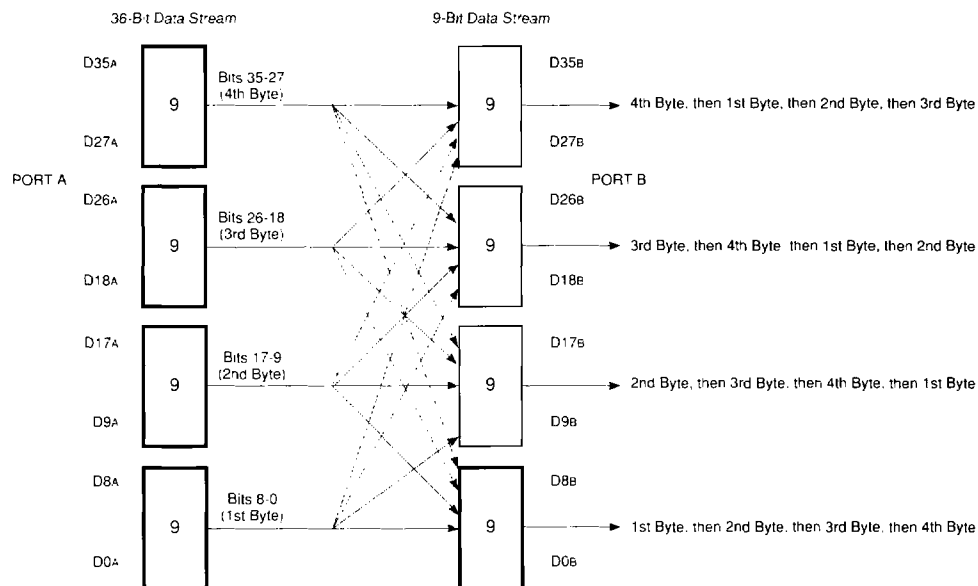 36-Bit Data Stream
9-Bit Data Stream
D35A
9
Bits 35-27
(4th Byte)
D27A
9
D35B
D27B
4th Byte, then 1st Byte, then 2nd Byte, then 3rd Byte
PORT A
PORT B
D26A
9
Bits 26-18
(3rd Byte)
D18A
9
D26B
D18B
3rd Byte, then 4th Byte then 1st Byte, then 2nd Byte
D17A
9
Bits 17-9
(2nd Byte)
D9A
9
D17B
D9B
2nd Byte, then 3rd Byte, then 4th Byte, then 1st Byte
D8A
9
Bits 8-0
(1st Byte)
D0A
9
D8B
D0B
1st Byte, then 2nd Byte, then 3rd Byte, then 4th Byte